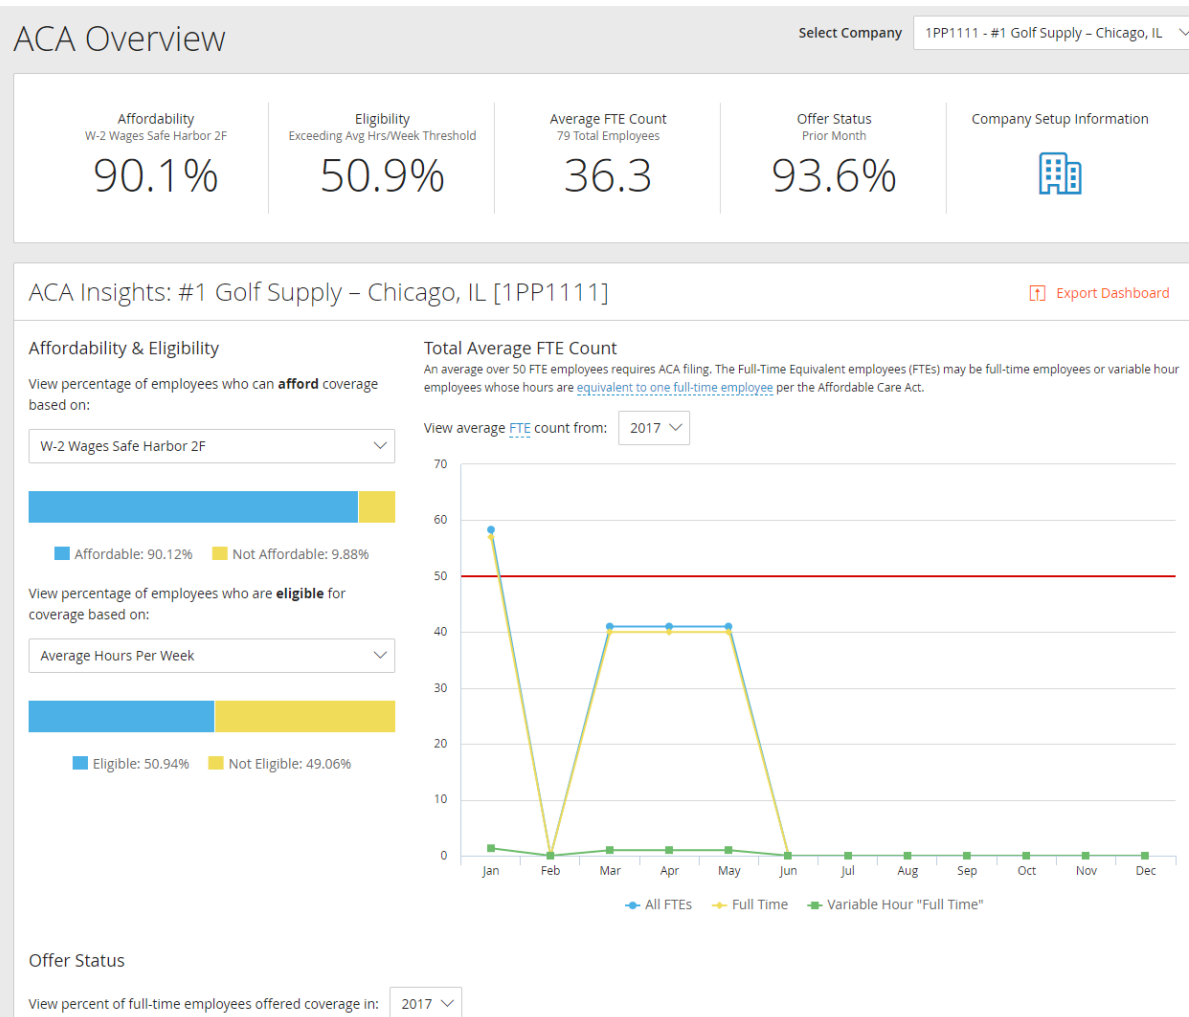 ACA Overview
Select Company
1PP1111 - #1 Golf Supply – Chicago, IL
Affordability
W-2 Wages Safe Harbor 2F
90.1%
Eligibility
Exceeding Avg Hrs/Week Threshold
50.9%
Average FTE Count
79 Total Employees
36.3
Offer Status
Prior Month
93.6%
Company Setup Information
ACA Insights: #1 Golf Supply – Chicago, IL [1PP1111]
Export Dashboard
Affordability & Eligibility
View percentage of employees who can afford coverage
based on:
W-2 Wages Safe Harbor 2F
Affordable: 90.12%
Not Affordable: 9.88%
View percentage of employees who are eligible for
coverage based on:
Average Hours Per Week
Eligible: 50.94%
Not Eligible: 49.06%
Total Average FTE Count
An average over 50 FTE employees requires ACA filing. The Full-Time Equivalent employees (FTEs) may be full-time employees or variable hour
employees whose hours are equivalent to one full-time employee per the Affordable Care Act.
View average FTE count from:
2017
70
60
50
40
30
20
10
0
Jan
Feb
Mar
Apr
May
Jun
Jul
Aug
Sep
Oct
Nov
Dec
All FTEs
Full Time
Variable Hour "Full Time"
Offer Status
View percent of full-time employees offered coverage in:
2017